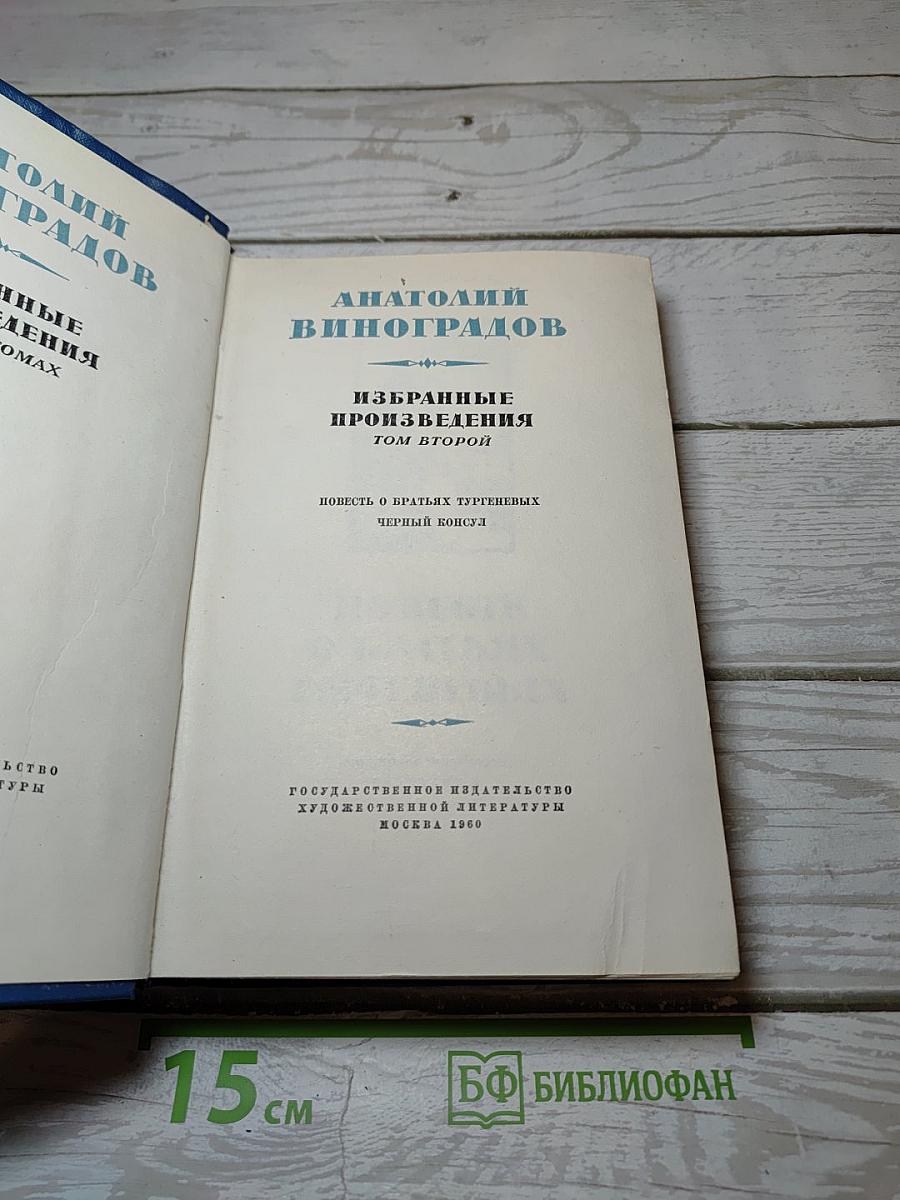 АНАТОЛИЙ
ВИНОГРАДОВ
ИЗБРАННЫЕ
ПРОИЗВЕДЕНИЯ
ТОМ ВТОРОЙ
ПОВЕСТЬ О БРАТЬЯХ ТУРГЕНЕВЫХ
ЧЕРНЫЙ КОНСУЛ
ГОСУДАРСТВЕННОЕ ИЗДАТЕЛЬСТВО
ХУДОЖЕСТВЕННОЙ ЛИТЕРАТУРЫ
МОСКВА 1960
15 см
БФ БИБЛИОФАН